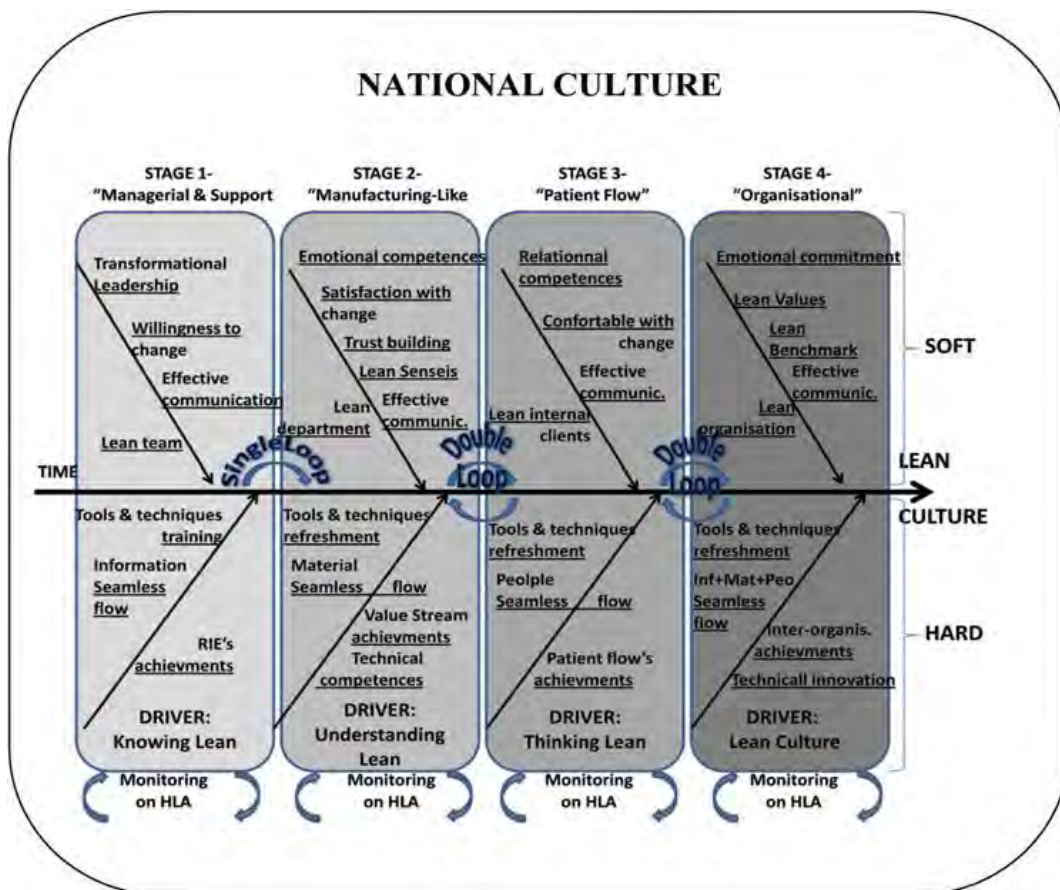 NATIONAL CULTURE
STAGE 1-
“Managerial & Support
STAGE 2-
“Manufacturing-Like
STAGE 3-
“Patient Flow”
STAGE 4-
“Organisational”
Transformational
Leadership
Willingness to
change
Effective
communication
Lean team
Emotional competences
Satisfaction with
change
Trust building
Lean Senseis
Effective
communic.
Lean
department
Relationnal
competences
Confortable with
change
Effective
communic.
Lean internal
clients
Emotional commitment
Lean Values
Lean
Benchmark
Effective
communic.
Lean
organisation
SOFT
SingleLoop
Double
Loop
Double
Loop
TIME
LEAN
CULTURE
Tools & techniques
training
Information
Seamless
flow
RIE's
achievments
DRIVER:
Knowing Lean
Tools & techniques
refreshment
Material
Seamless flow
Value Stream
achievments
Technical
competences
DRIVER:
Understanding
Lean
Tools & techniques
refreshment
Peolple
Seamless flow
Patient flow's
achievments
DRIVER:
Thinking Lean
Tools & techniques
refreshment
Inf+Mat+Peo
Seamless
flow
Inter-organis.
achievments
Technicall innovation
DRIVER:
Lean Culture
HARD
Monitoring
on HLA
Monitoring
on HLA
Monitoring
on HLA
Monitoring
on HLA